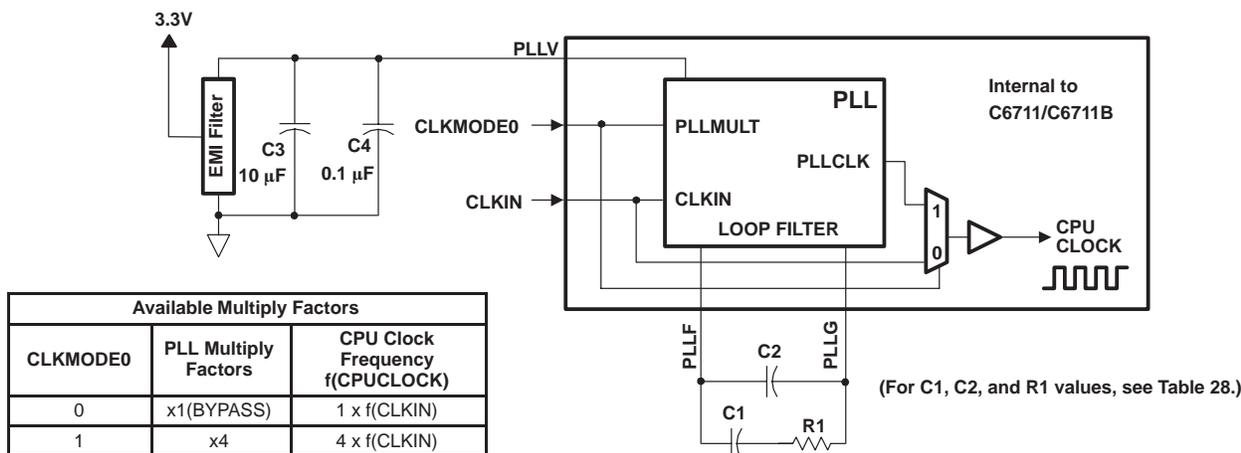 3.3V
PLLV
EMI Filter
C3
10 µF
C4
0.1 µF
CLKMODE0
CLKIN
PLL
PLLMULT
PLLCLK
CLKIN
LOOP FILTER
Internal to
C6711/C6711B
1
0
CPU
CLOCK
PLLF
PLLG
C2
C1
R1
(For C1, C2, and R1 values, see Table 28.)
Available Multiply Factors
CLKMODE0
PLL Multiply
Factors
CPU Clock
Frequency
f(CPUCLOCK)
0
x1(BYPASS)
1 x f(CLKIN)
1
x4
4 x f(CLKIN)